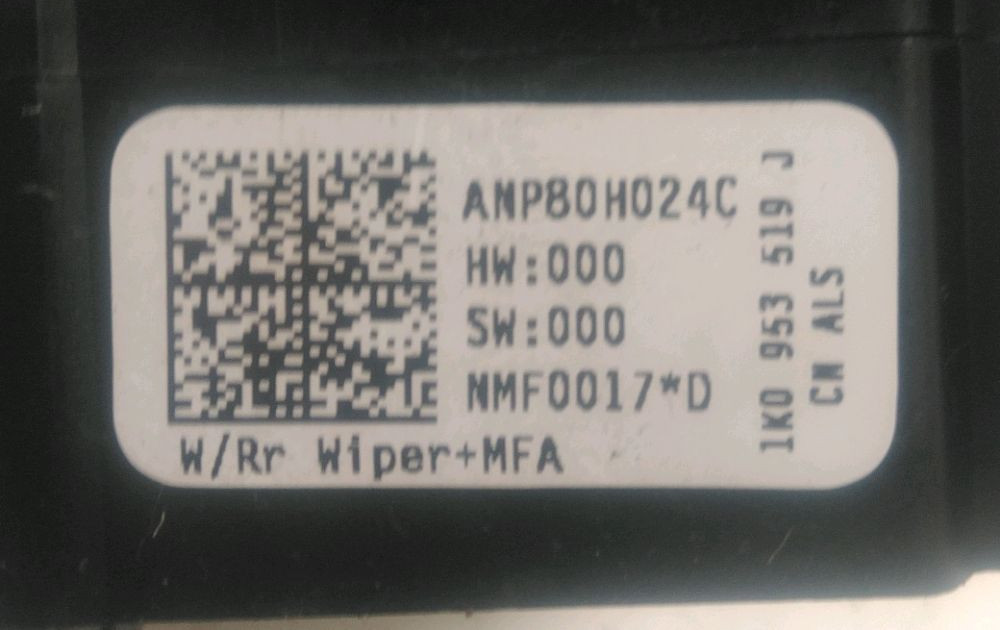 ANP80H024C
HW:000
SW:000
NMF0017*D
W/Rr Wiper+MFA
1K0 953 519 J
CN ALS